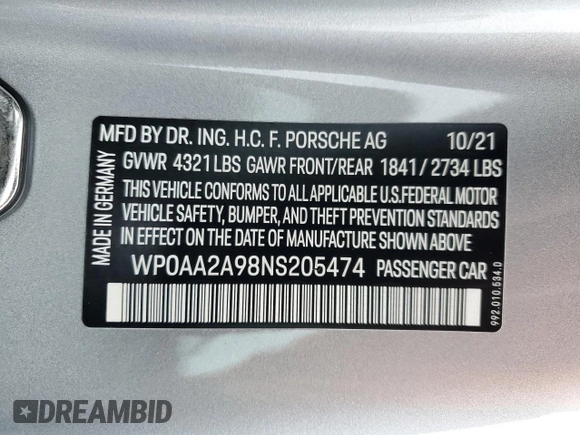 MFD BY DR. ING. H.C. F. PORSCHE AG 10/21
GVWR 4321 LBS GAWR FRONT/REAR 1841/2734 LBS
THIS VEHICLE CONFORMS TO ALL APPLICABLE U.S.FEDERAL MOTOR
VEHICLE SAFETY, BUMPER, AND THEFT PREVENTION STANDARDS
IN EFFECT ON THE DATE OF MANUFACTURE SHOWN ABOVE
WP0AA2A98NS205474 PASSENGER CAR
MADE IN GERMANY
992.010.534.0
DREAMBID